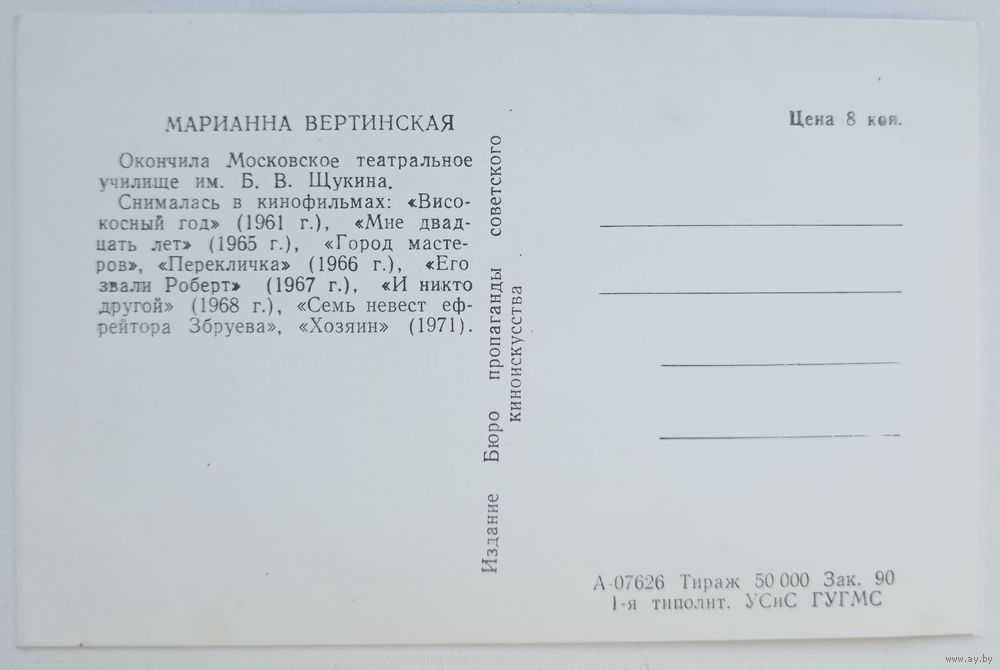 МАРИАННА ВЕРТИНСКАЯ
Окончила Московское театральное
училище им. Б. В. Щукина.
Снималась в кинофильмах: «Висо-
косный год» (1961 г.), «Мне двад-
цать лет» (1965 г.), «Город масте-
ров», «Перекличка» (1966 г.), «Его
звали Роберт» (1967 г.), «И никто
другой» (1968 г.), «Семь невест еф-
рейтора Збруева», «Хозяин» (1971).
Издание Бюро пропаганды советского
киноискусства
Цена 8 коп.
А-07626 Тираж 50 000 Зак. 90
1-я типолит. УСиС ГУГМС
www.ay.by